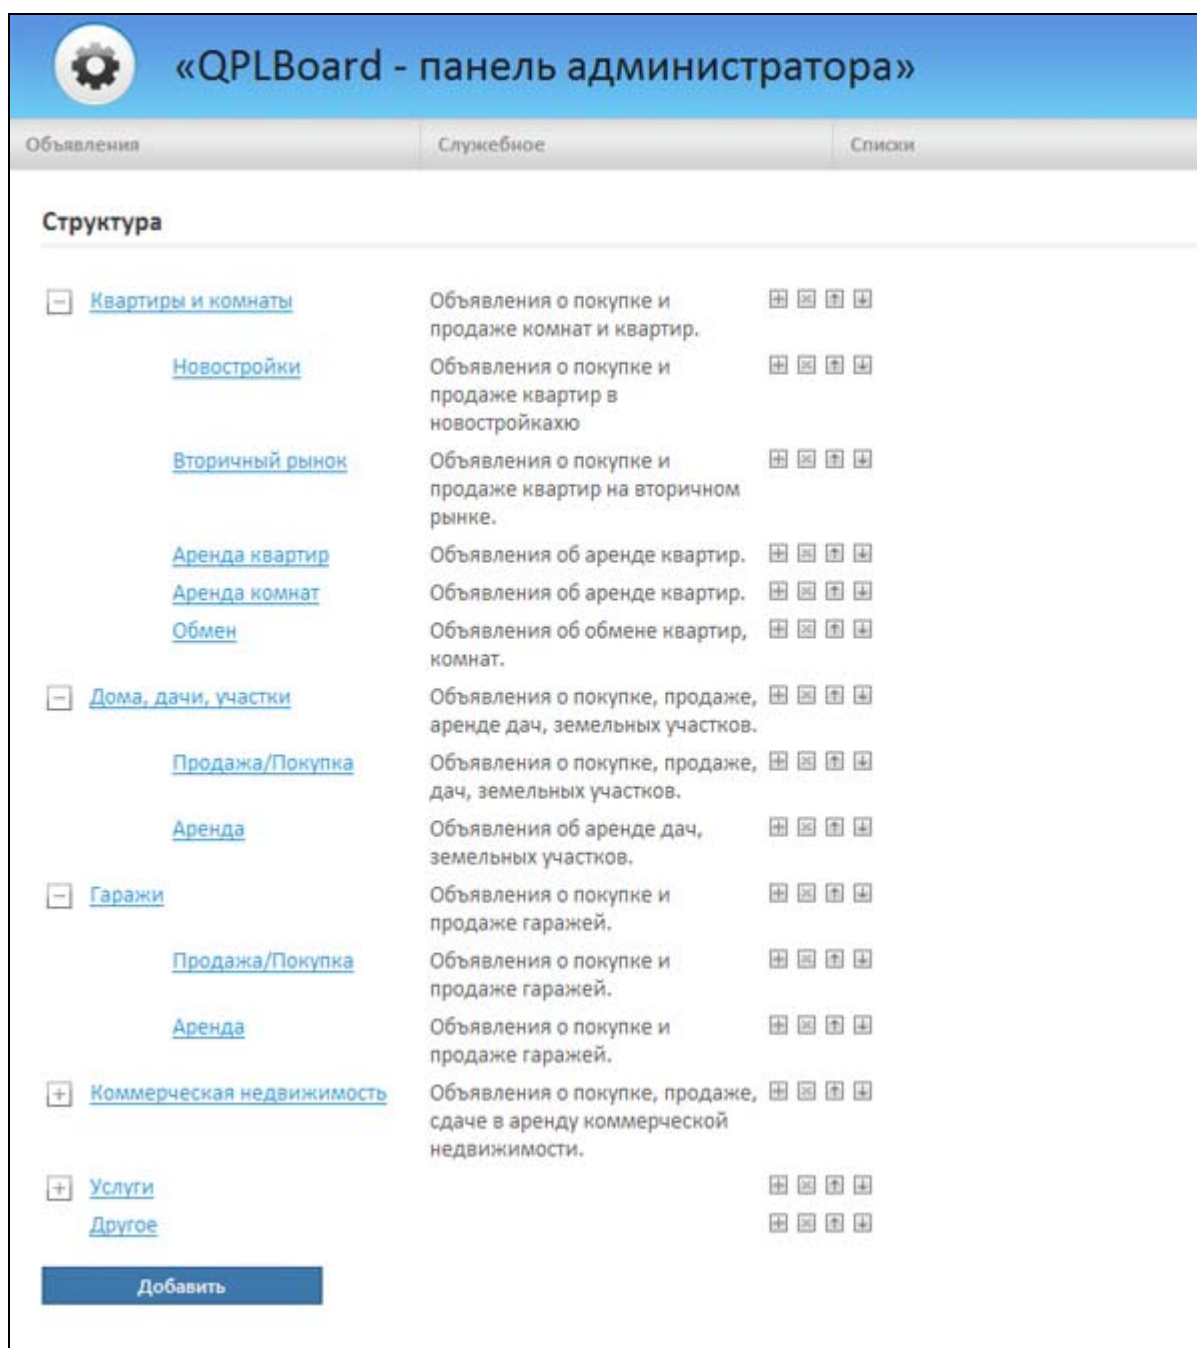 «QPLBoard - панель администратора»
Объявления Служебное Списки
Структура
Квартиры и комнаты Объявления о покупке и
продаже комнат и квартир.
Новостройки Объявления о покупке и
продаже квартир в
новостройкахю
Вторичный рынок Объявления о покупке и
продаже квартир на вторичном
рынке.
Аренда квартир Объявления об аренде квартир.
Аренда комнат Объявления об аренде квартир.
Обмен Объявления об обмене квартир,
комнат.
Дома, дачи, участки Объявления о покупке, продаже,
аренде дач, земельных участков.
Продажа/Покупка Объявления о покупке, продаже,
дач, земельных участков.
Аренда Объявления об аренде дач,
земельных участков.
Гаражи Объявления о покупке и
продаже гаражей.
Продажа/Покупка Объявления о покупке и
продаже гаражей.
Аренда Объявления о покупке и
продаже гаражей.
Коммерческая недвижимость Объявления о покупке, продаже,
сдаче в аренду коммерческой
недвижимости.
Услуги
Другое
Добавить